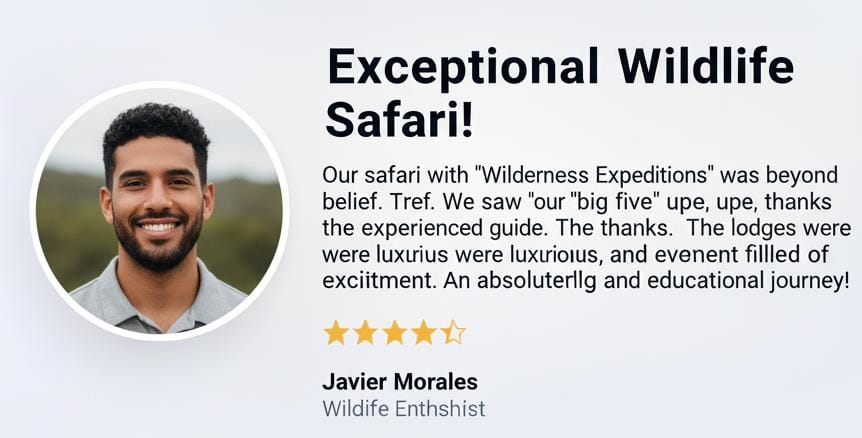 Exceptional Wildlife
Safari!
Our safari with "Wilderness Expeditions" was beyond
belief. Tref. We saw "our "big five" upe, upe, thanks
the experienced guide. The thanks. The lodges were
were luxurius were luxurioius, and evenent fillled of
exciitment. An absoluterllg and educational journey!
Javier Morales
Wildife Enthshist